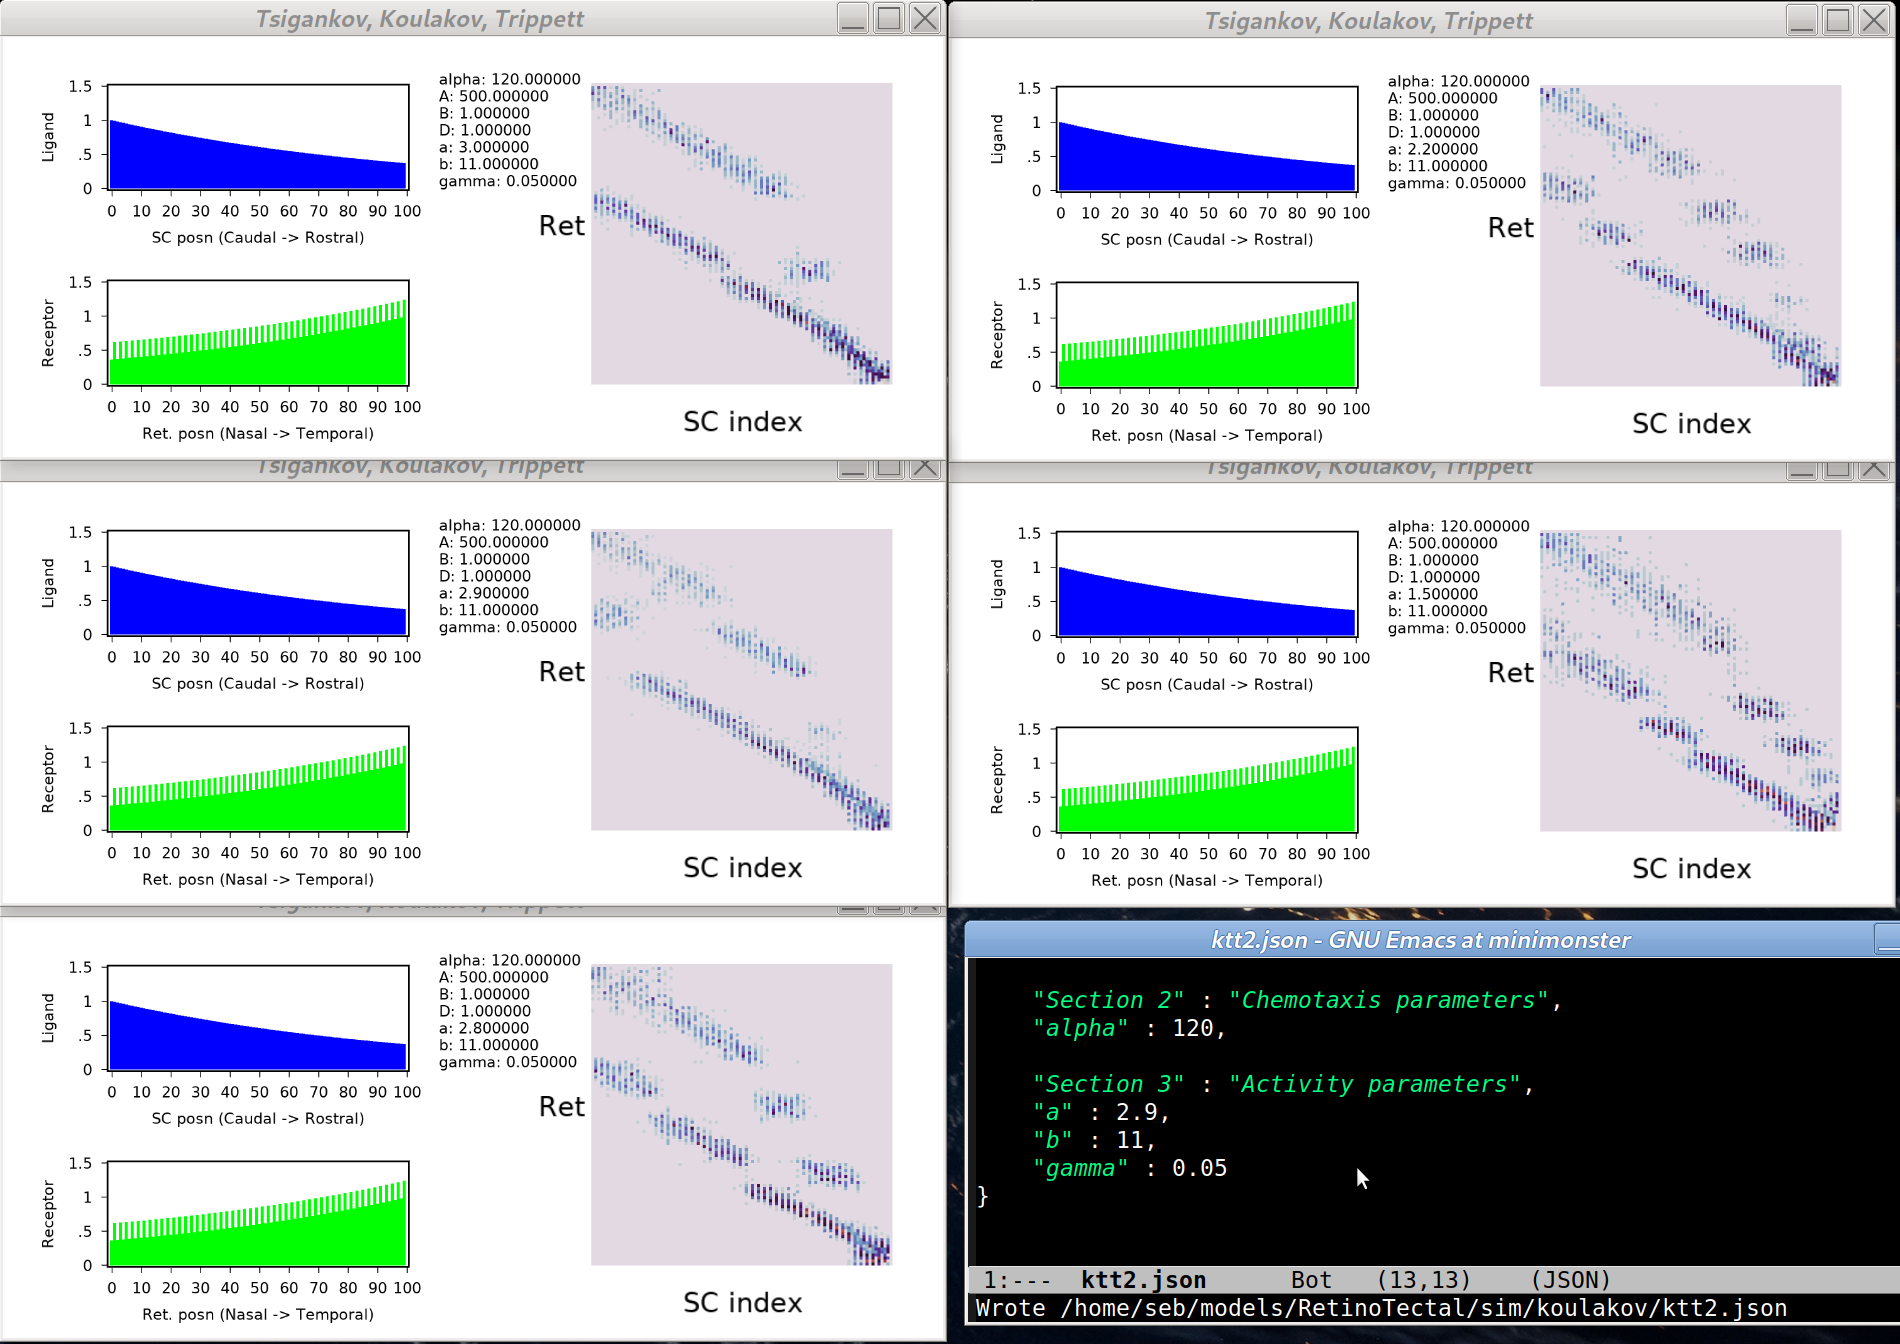 Tsigankov, Koulakov, Trippett
1.5
1
.5
0
Ligand
0 10 20 30 40 50 60 70 80 90 100
SC posn (Caudal -> Rostral)
1.5
1
.5
0
Receptor
0 10 20 30 40 50 60 70 80 90 100
Ret. posn (Nasal -> Temporal)
alpha: 120.000000
A: 500.000000
B: 1.000000
D: 1.000000
a: 3.000000
b: 11.000000
gamma: 0.050000
Ret
SC index
Tsigankov, Koulakov, Trippett
1.5
1
.5
0
Ligand
0 10 20 30 40 50 60 70 80 90 100
SC posn (Caudal -> Rostral)
1.5
1
.5
0
Receptor
0 10 20 30 40 50 60 70 80 90 100
Ret. posn (Nasal -> Temporal)
alpha: 120.000000
A: 500.000000
B: 1.000000
D: 1.000000
a: 2.200000
b: 11.000000
gamma: 0.050000
Ret
SC index
Tsigankov, Koulakov, Trippett
1.5
1
.5
0
Ligand
0 10 20 30 40 50 60 70 80 90 100
SC posn (Caudal -> Rostral)
1.5
1
.5
0
Receptor
0 10 20 30 40 50 60 70 80 90 100
Ret. posn (Nasal -> Temporal)
alpha: 120.000000
A: 500.000000
B: 1.000000
D: 1.000000
a: 2.900000
b: 11.000000
gamma: 0.050000
Ret
SC index
Tsigankov, Koulakov, Trippett
1.5
1
.5
0
Ligand
0 10 20 30 40 50 60 70 80 90 100
SC posn (Caudal -> Rostral)
1.5
1
.5
0
Receptor
0 10 20 30 40 50 60 70 80 90 100
Ret. posn (Nasal -> Temporal)
alpha: 120.000000
A: 500.000000
B: 1.000000
D: 1.000000
a: 1.500000
b: 11.000000
gamma: 0.050000
Ret
SC index
Tsigankov, Koulakov, Trippett
1.5
1
.5
0
Ligand
0 10 20 30 40 50 60 70 80 90 100
SC posn (Caudal -> Rostral)
1.5
1
.5
0
Receptor
0 10 20 30 40 50 60 70 80 90 100
Ret. posn (Nasal -> Temporal)
alpha: 120.000000
A: 500.000000
B: 1.000000
D: 1.000000
a: 2.800000
b: 11.000000
gamma: 0.050000
Ret
SC index
ktt2.json - GNU Emacs at minimonster
"Section 2" : "Chemotaxis parameters",
"alpha" : 120,
"Section 3" : "Activity parameters",
"a" : 2.9,
"b" : 11,
"gamma" : 0.05
}
1:--- ktt2.json Bot (13,13) (JSON)
Wrote /home/seb/models/RetinoTectal/sim/koulakov/ktt2.json